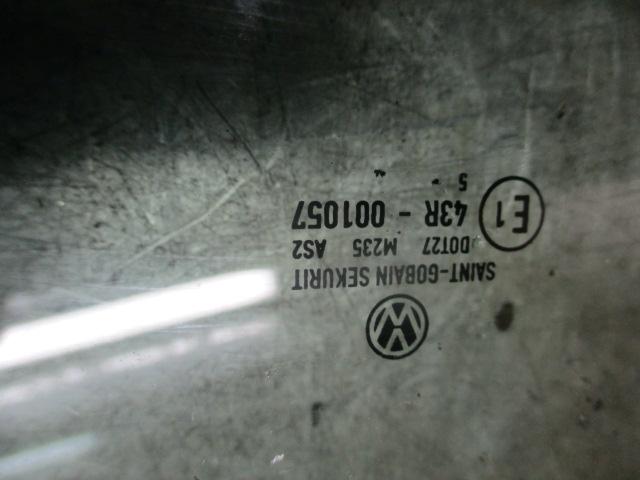 SAINT-GOBAIN SEKURIT
DOT27 M235 AS2
E1 43R - 001057
5